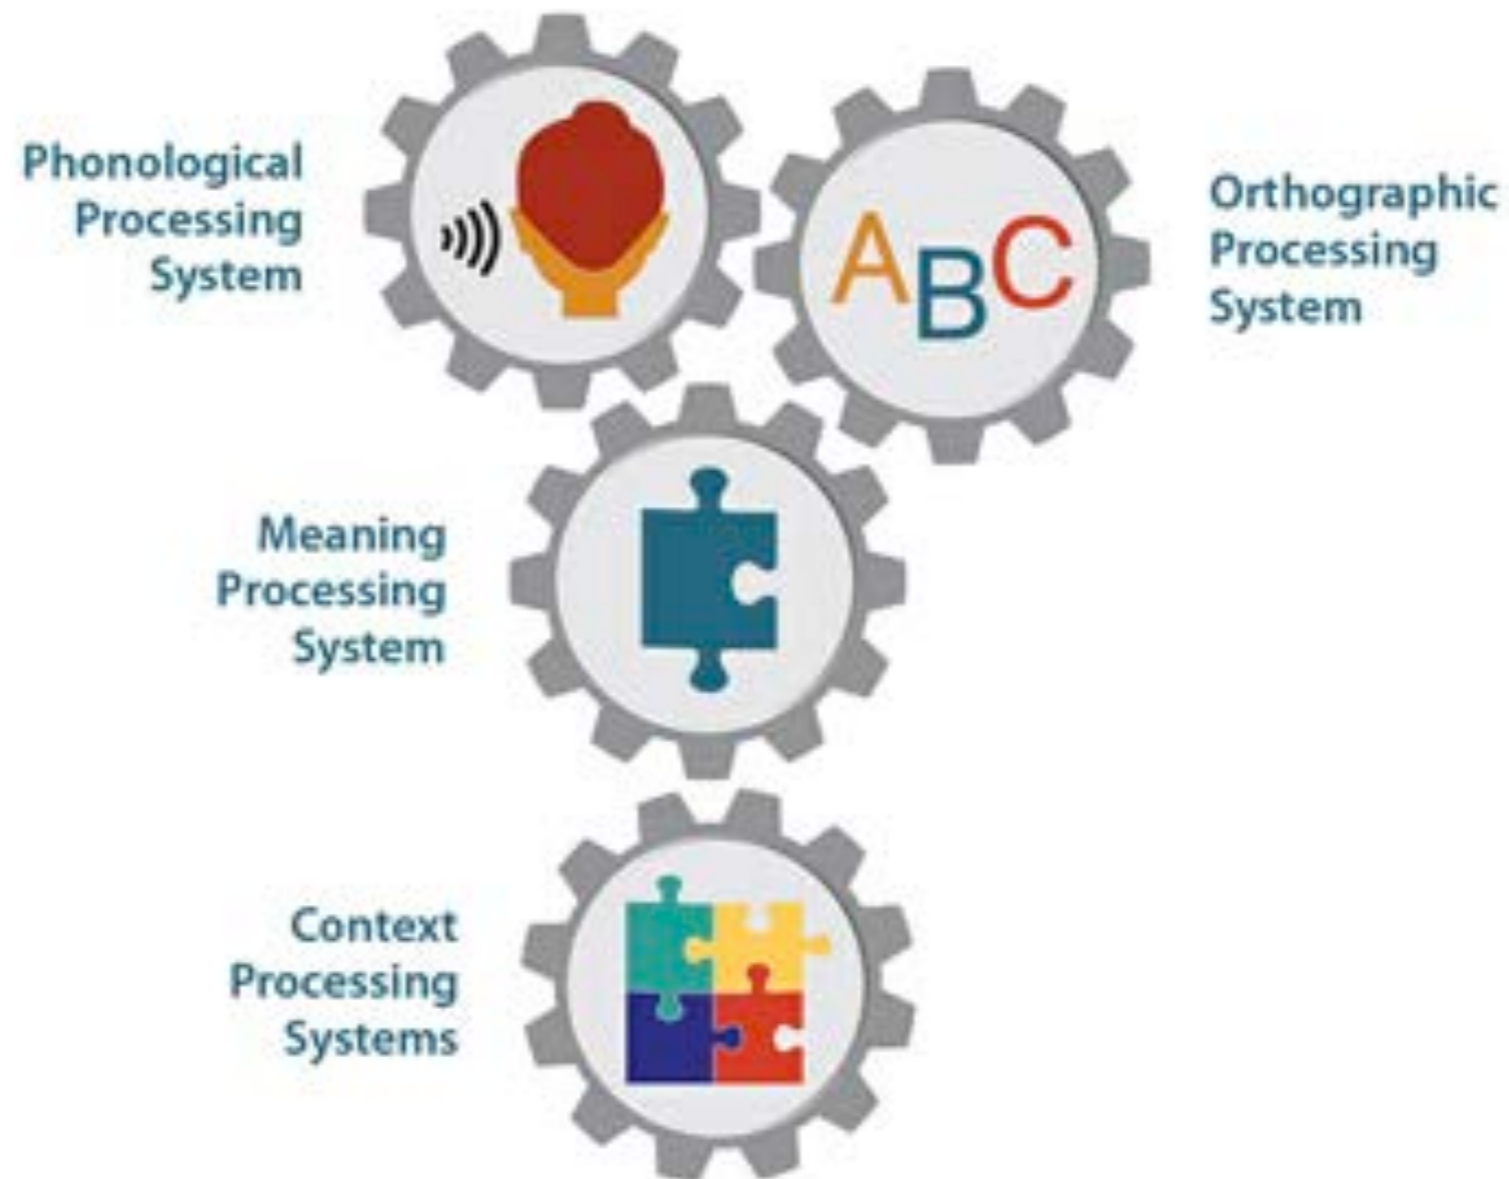 Phonological
Processing
System
ABC
Orthographic
Processing
System
Meaning
Processing
System
Context
Processing
Systems